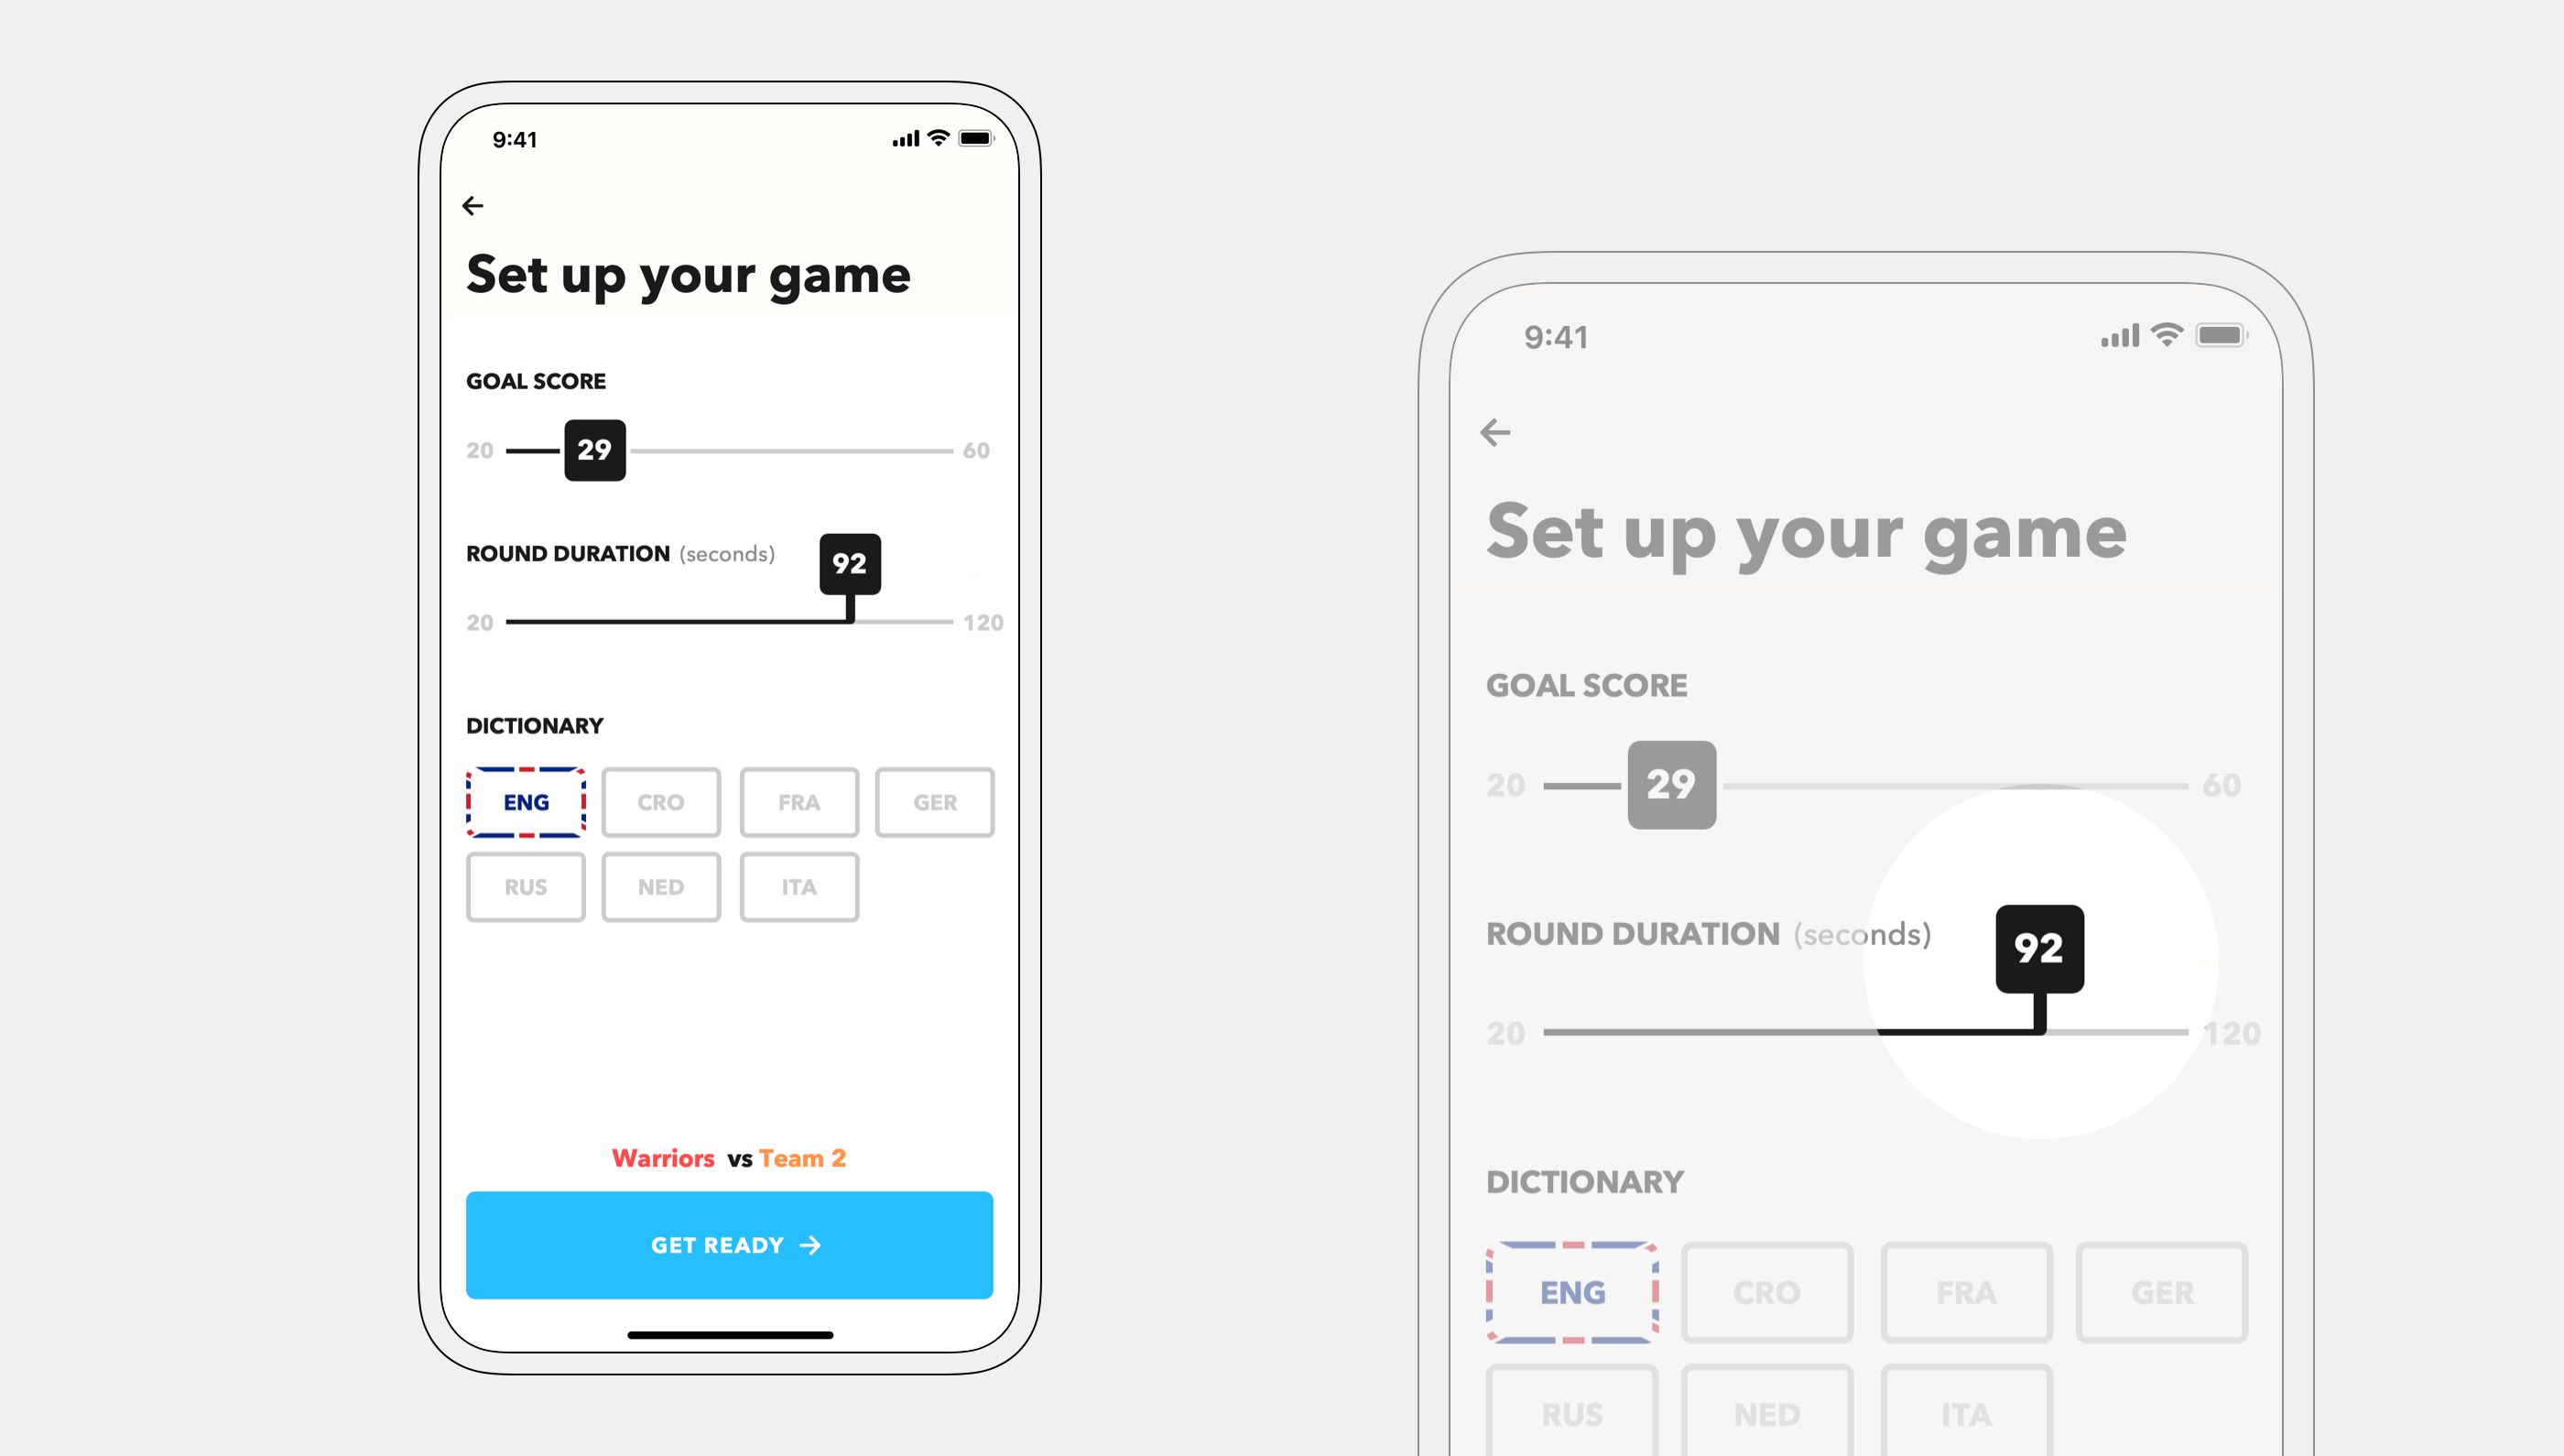 9:41
Set up your game
GOAL SCORE
20 29 60
ROUND DURATION (seconds)
92
20 120
DICTIONARY
ENG CRO FRA GER
RUS NED ITA
Warriors vs Team 2
GET READY
9:41
Set up your game
GOAL SCORE
20 29 60
ROUND DURATION (seconds)
92
20 120
DICTIONARY
ENG CRO FRA GER
RUS NED ITA